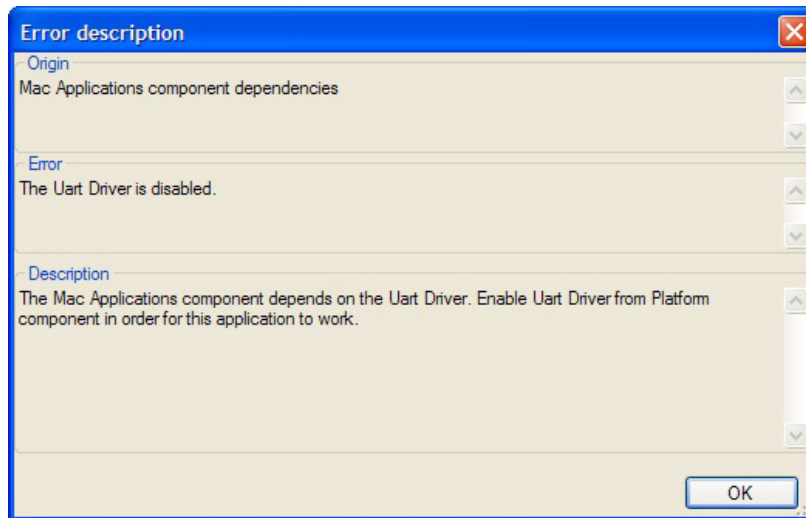 Error description
Origin
Mac Applications component dependencies
Error
The Uart Driver is disabled.
Description
The Mac Applications component depends on the Uart Driver. Enable Uart Driver from Platform
component in order for this application to work.
OK